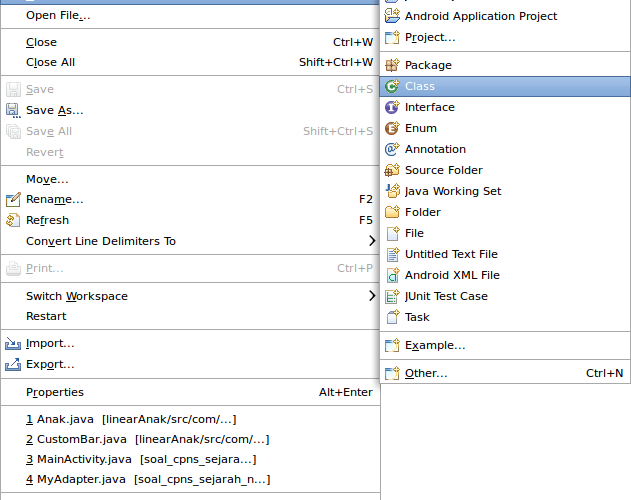 Open File...
Close Ctrl+W
Close All Shift+Ctrl+W
Save Ctrl+S
Save As...
Save All Shift+Ctrl+S
Revert
Move...
Rename... F2
Refresh F5
Convert Line Delimiters To
Print... Ctrl+P
Switch Workspace
Restart
Import...
Export...
Properties Alt+Enter
1 Anak.java [linearAnak/src/com/...]
2 CustomBar.java [linearAnak/src/com/...]
3 MainActivity.java [soal_cpns_sejara...]
4 MyAdapter.java [soal_cpns_sejarah_n...]
Android Application Project
Project...
Package
Class
Interface
Enum
Annotation
Source Folder
Java Working Set
Folder
File
Untitled Text File
Android XML File
JUnit Test Case
Task
Example...
Other... Ctrl+N